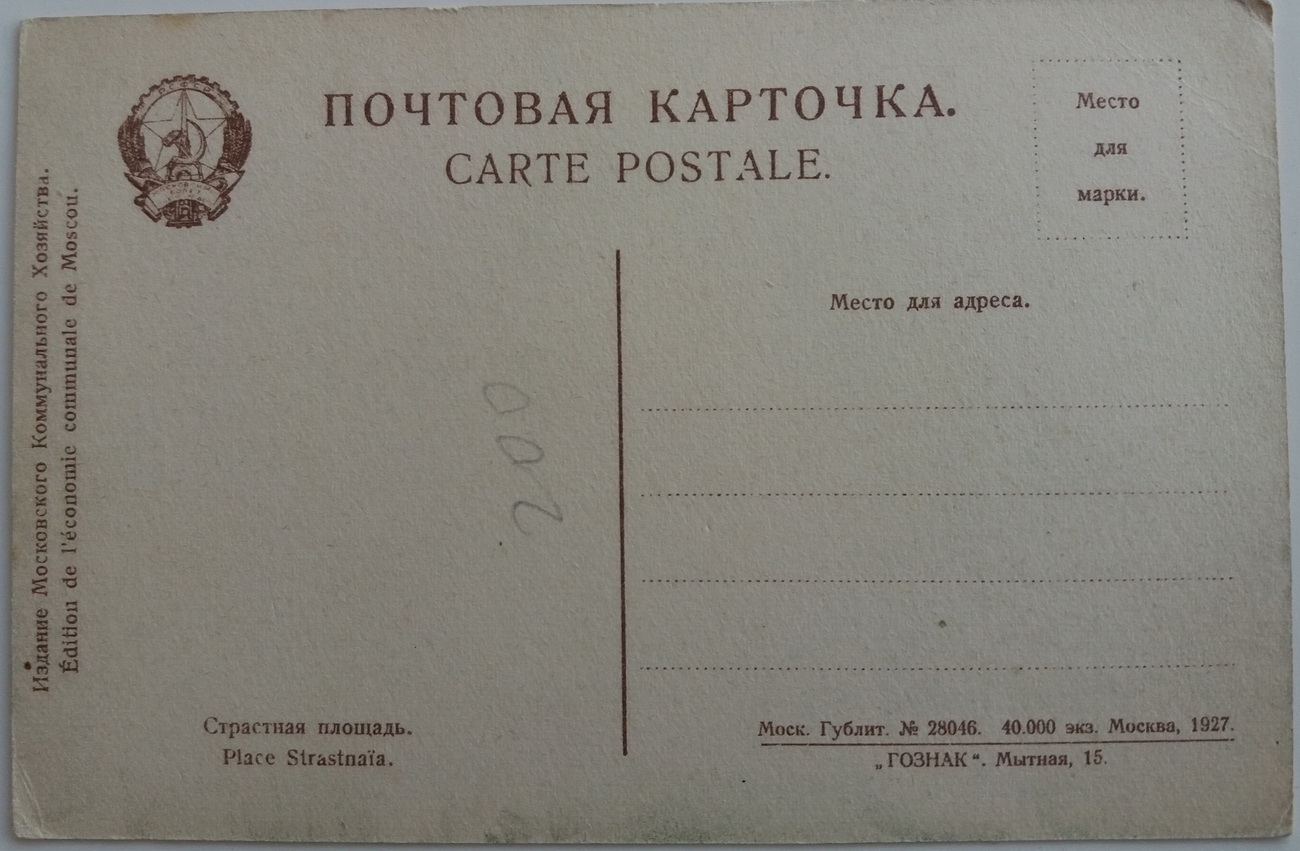 ПОЧТОВАЯ КАРТОЧКА.
CARTE POSTALE.
Место
для
марки.
Издание Московского Коммунального Хозяйства.
Édition de l'économie communale de Moscou.
Место для адреса.
200
Страстная площадь.
Place Strastnaïa.
Моск. Гублит. № 28046. 40.000 экз. Москва, 1927.
„ГОЗНАК“. Мытная, 15.